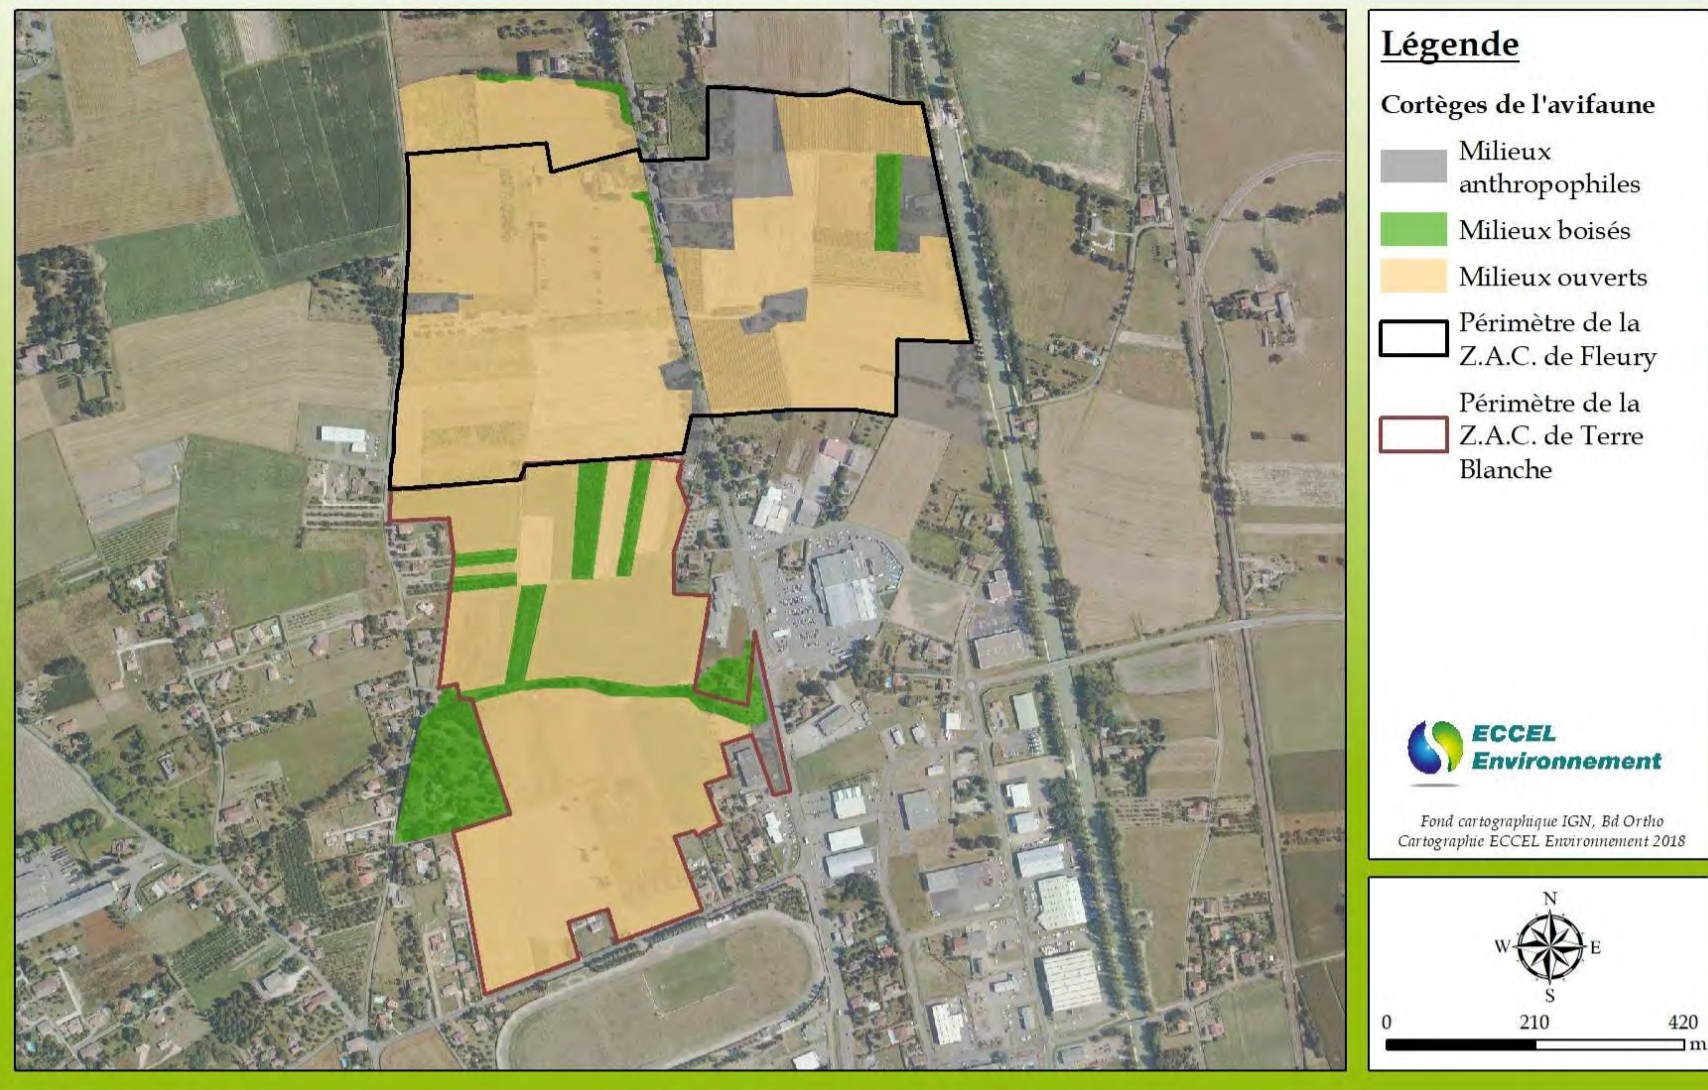 Légende
Cortèges de l'avifaune
Milieux
anthropophiles
Milieux boisés
Milieux ouverts
Périmètre de la
Z.A.C. de Fleury
Périmètre de la
Z.A.C. de Terre
Blanche
ECCEL
Environnement
Fond cartographique IGN, Bd Ortho
Cartographie ECCEL Environnement 2018
N
W E
S
0 210 420
m